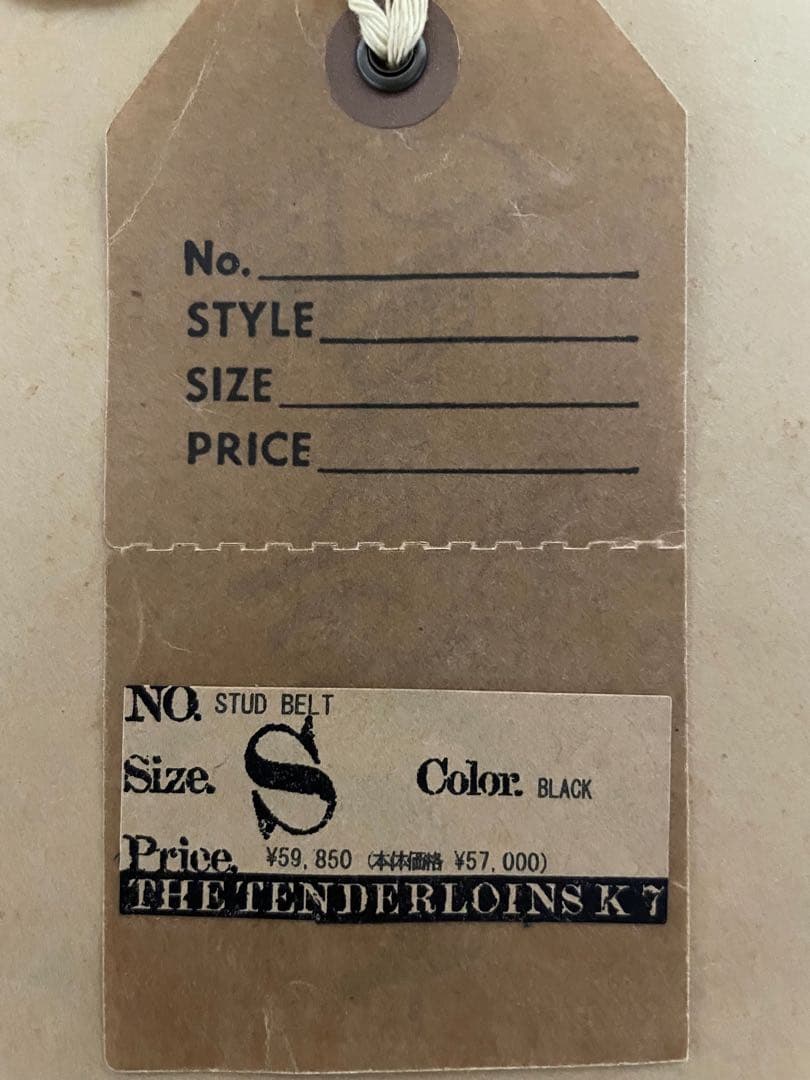 No.
STYLE
SIZE
PRICE
NO. STUD BELT
Size. S Color. BLACK
Price. ¥59,850 (本体価格 ¥57,000)
THE TENDERLOINS K 7